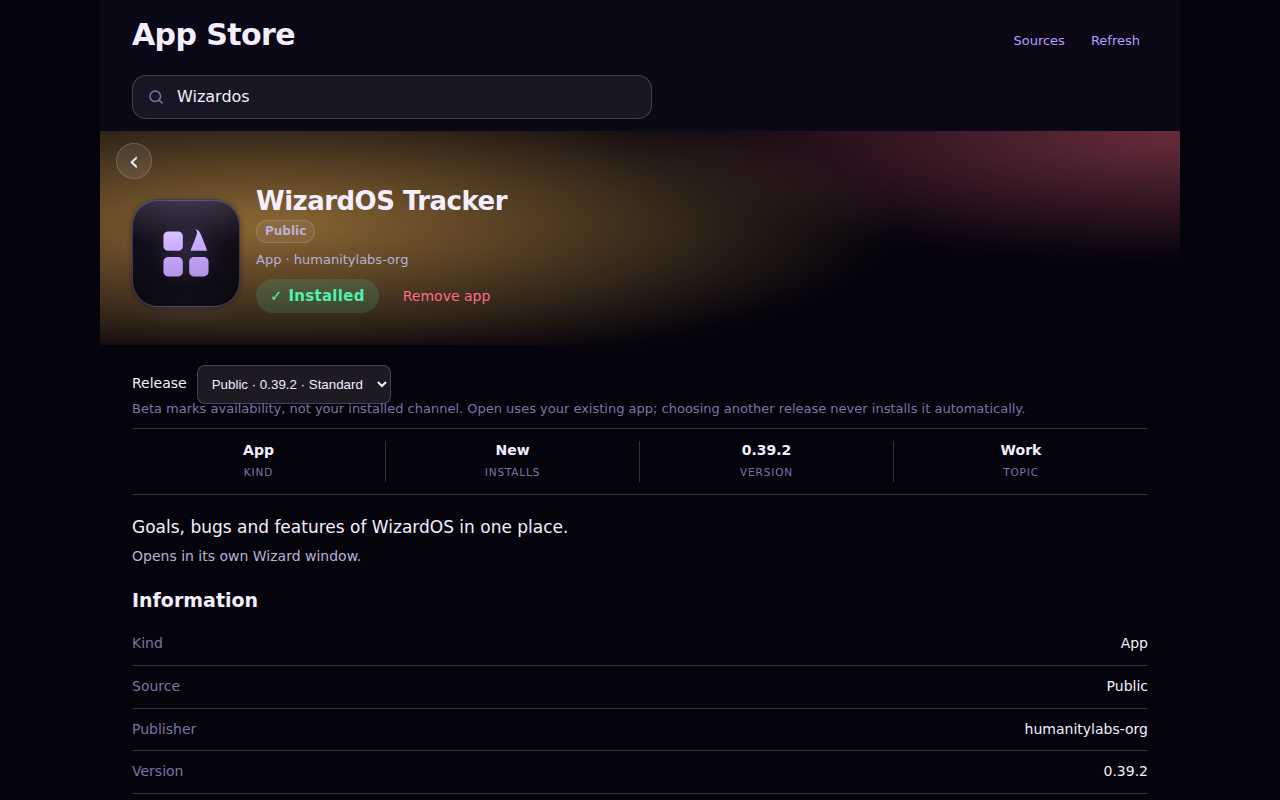 App Store
Sources
Refresh
Wizardos
WizardOS Tracker
Public
App · humanitylabs-org
✓ Installed
Remove app
Release
Public · 0.39.2 · Standard
Beta marks availability, not your installed channel. Open uses your existing app; choosing another release never installs it automatically.
App
KIND
New
INSTALLS
0.39.2
VERSION
Work
TOPIC
Goals, bugs and features of WizardOS in one place.
Opens in its own Wizard window.
Information
Kind
App
Source
Public
Publisher
humanitylabs-org
Version
0.39.2